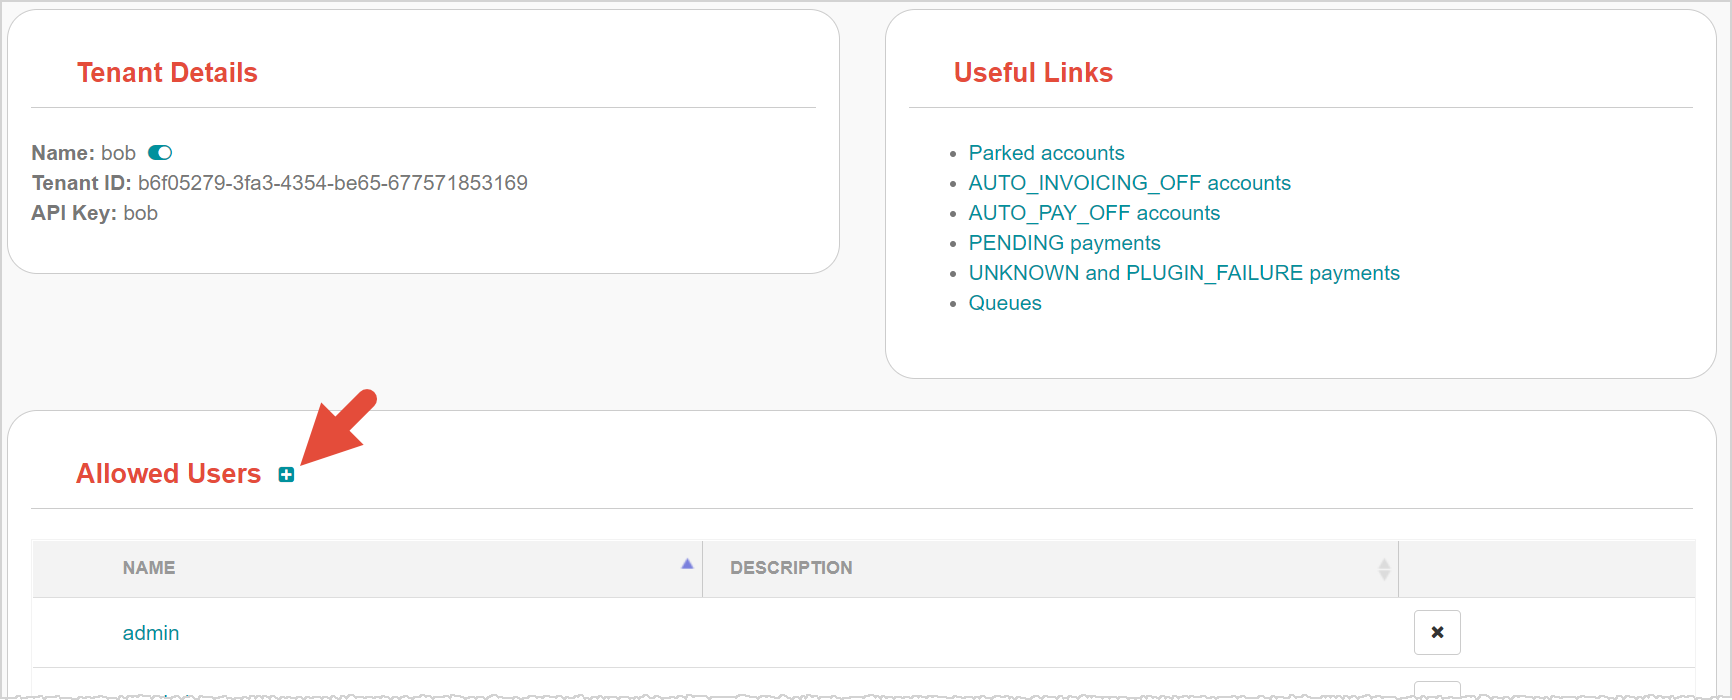 Tenant Details
Name: bob
Tenant ID: b6f05279-3fa3-4354-be65-677571853169
API Key: bob
Useful Links
Parked accounts
AUTO_INVOICING_OFF accounts
AUTO_PAY_OFF accounts
PENDING payments
UNKNOWN and PLUGIN_FAILURE payments
Queues
Allowed Users
NAME DESCRIPTION
admin